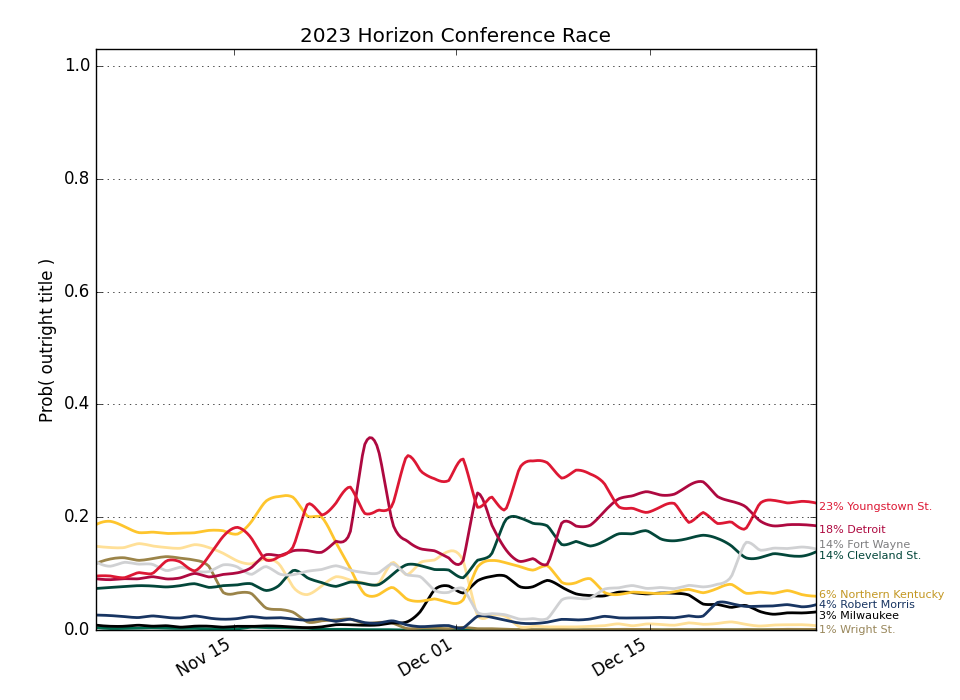 2023 Horizon Conference Race
Prob( outright title )
1.0
0.8
0.6
0.4
0.2
0.0
Nov 15
Dec 01
Dec 15
23% Youngstown St.
18% Detroit
14% Fort Wayne
14% Cleveland St.
6% Northern Kentucky
4% Robert Morris
3% Milwaukee
1% Wright St.